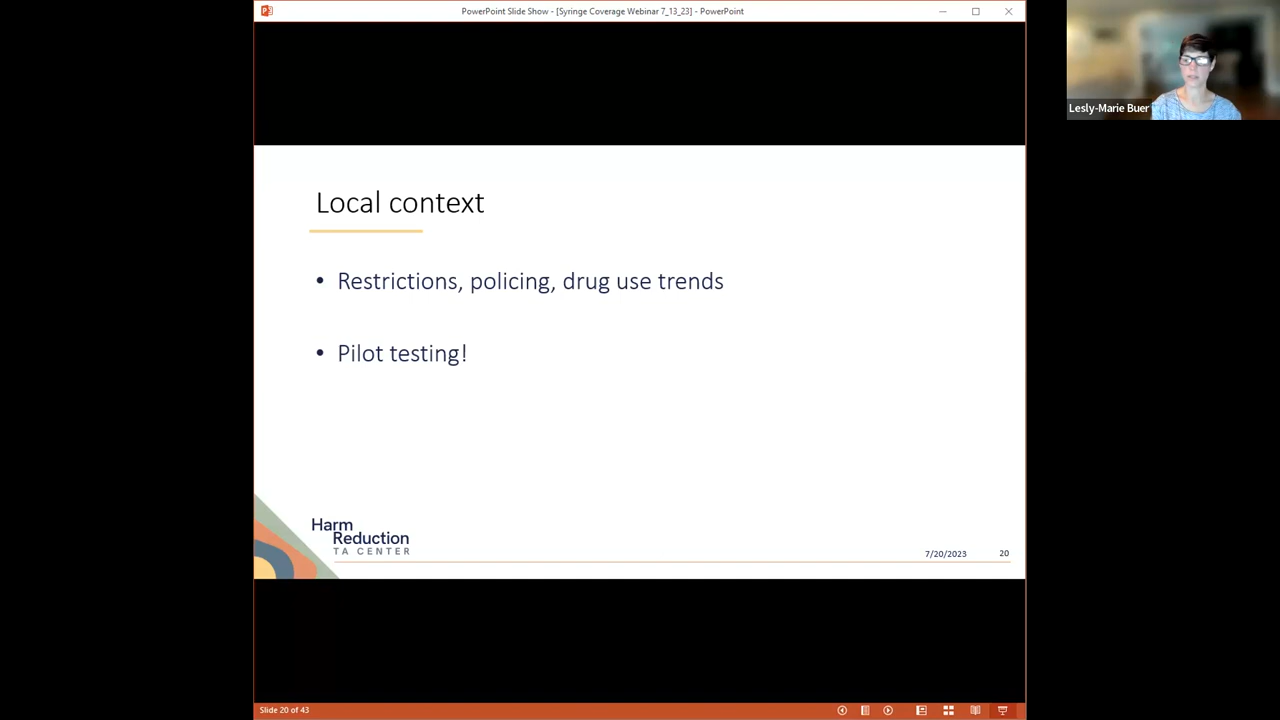 PowerPoint Slide Show - [Syringe Coverage Webinar 7_13_23] - PowerPoint
Lesly-Marie Buer
Local context
• Restrictions, policing, drug use trends
• Pilot testing!
Harm
Reduction
TA CENTER
7/20/2023
20
Slide 20 of 43